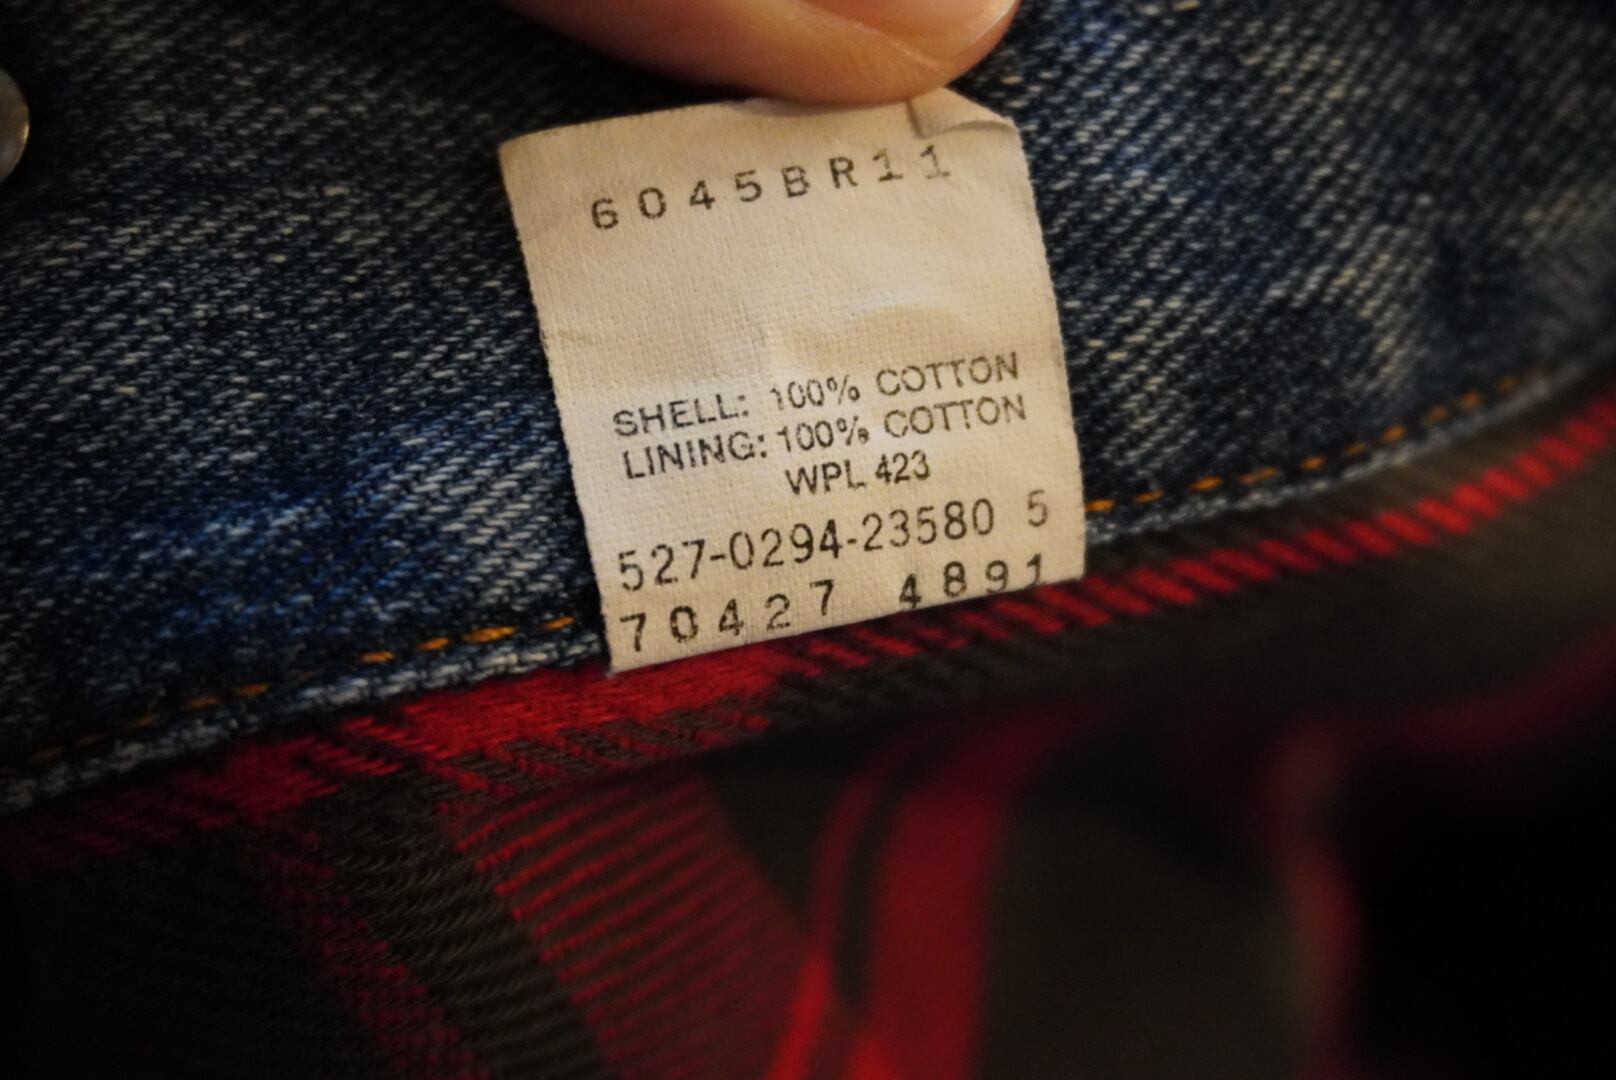 6045BR11
SHELL: 100% COTTON
LINING: 100% COTTON
WPL 423
527-0294-23580 5
70427 4891